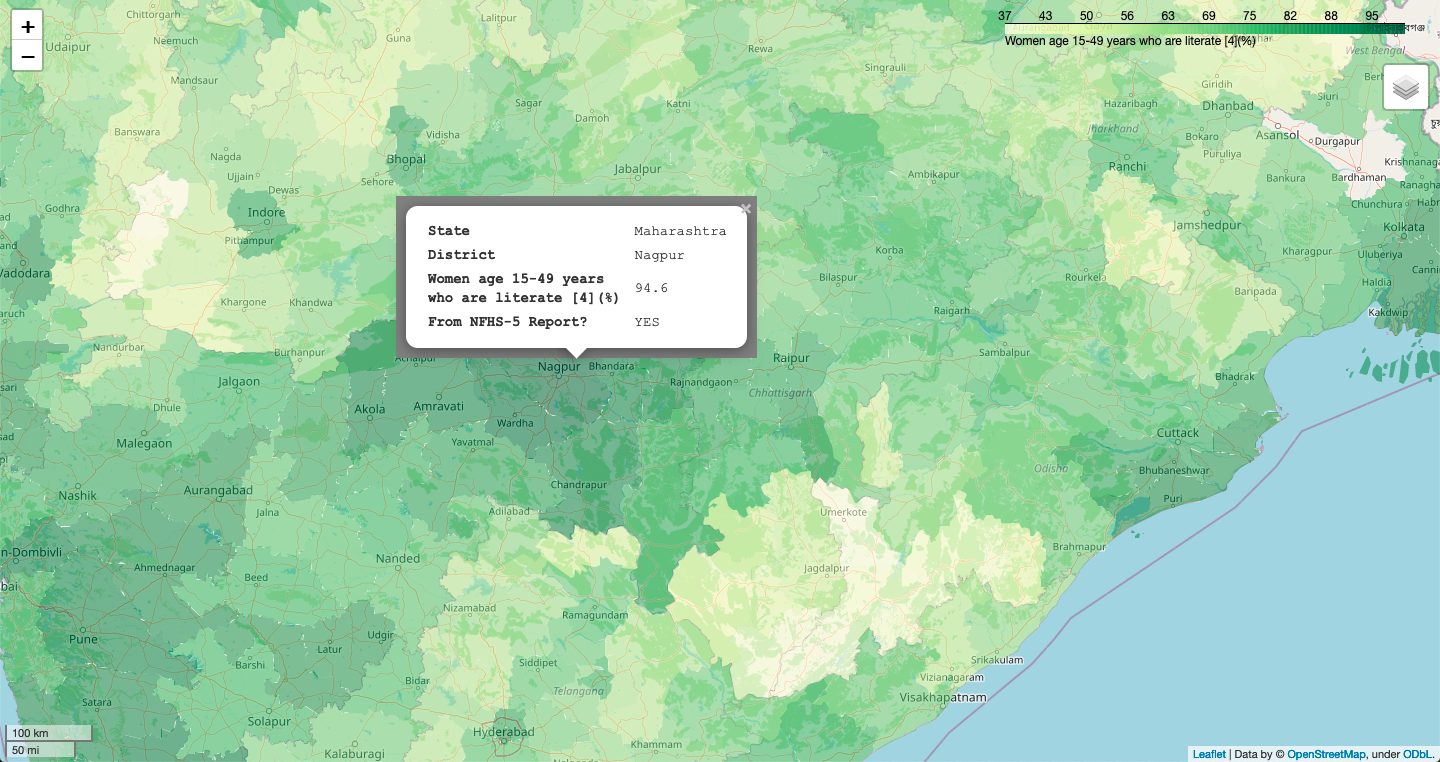 +
−
37 43 50 56 63 69 75 82 88 95
Women age 15-49 years who are literate [4](%)
State Maharashtra
District Nagpur
Women age 15-49 years
who are literate [4](%) 94.6
From NFHS-5 Report? YES
×
Chittorgarh
Lalitpur
Udaipur
Neemuch
Guna
Rewa
West Bengal
Singrauli
Mandsaur
Giridih
Siuri
Sagar
Katni
Hazaribagh
Dhanbad
Damoh
Banswara
Vidisha
Jharkhand
Bokaro
Asansol
Durgapur
Nagda
Bhopal
Jabalpur
Ranchi
Puruliya
Krishnanaga
Ujjain
Dewas
Sehore
Ambikapur
Bankura
Bardhaman
Ranagha
Godhra
Indore
Chunchura
Jamshedpur
Kolkata
Pithampur
Korba
Kharagpur
Uluberiya
Vadodara
Bilaspur
Rourkela
Haldia
Khargone
Khandwa
Baripada
Raigarh
Kakdwip
Nandurbar
Burhanpur
Achalpur
Raipur
Sambalpur
Nagpur
Bhandara
Jalgaon
Rajnandgaon
Chhattisgarh
Bhadrak
Dhule
Akola
Amravati
Wardha
Malegaon
Yavatmal
Cuttack
Odisha
Bhubaneshwar
Nashik
Aurangabad
Chandrapur
Puri
Jalna
Adilabad
Umerkote
n-Dombivli
Nanded
Brahmapur
Ahmednagar
Beed
Jagdalpur
bai
Nizamabad
Ramagundam
Pune
Udgir
Latur
Barshi
Siddipet
Srikakulam
Bidar
Vizianagaram
Telangana
Visakhapatnam
Satara
Solapur
Hyderabad
Khammam
Kalaburagi
100 km
50 mi
Leaflet | Data by © OpenStreetMap, under ODbL.